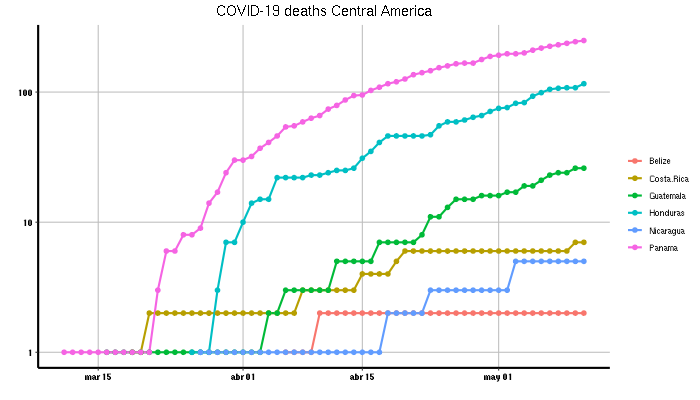 COVID-19 deaths Central America
100
10
1
mar 15
abr 01
abr 15
may 01
Belize
Costa.Rica
Guatemala
Honduras
Nicaragua
Panama